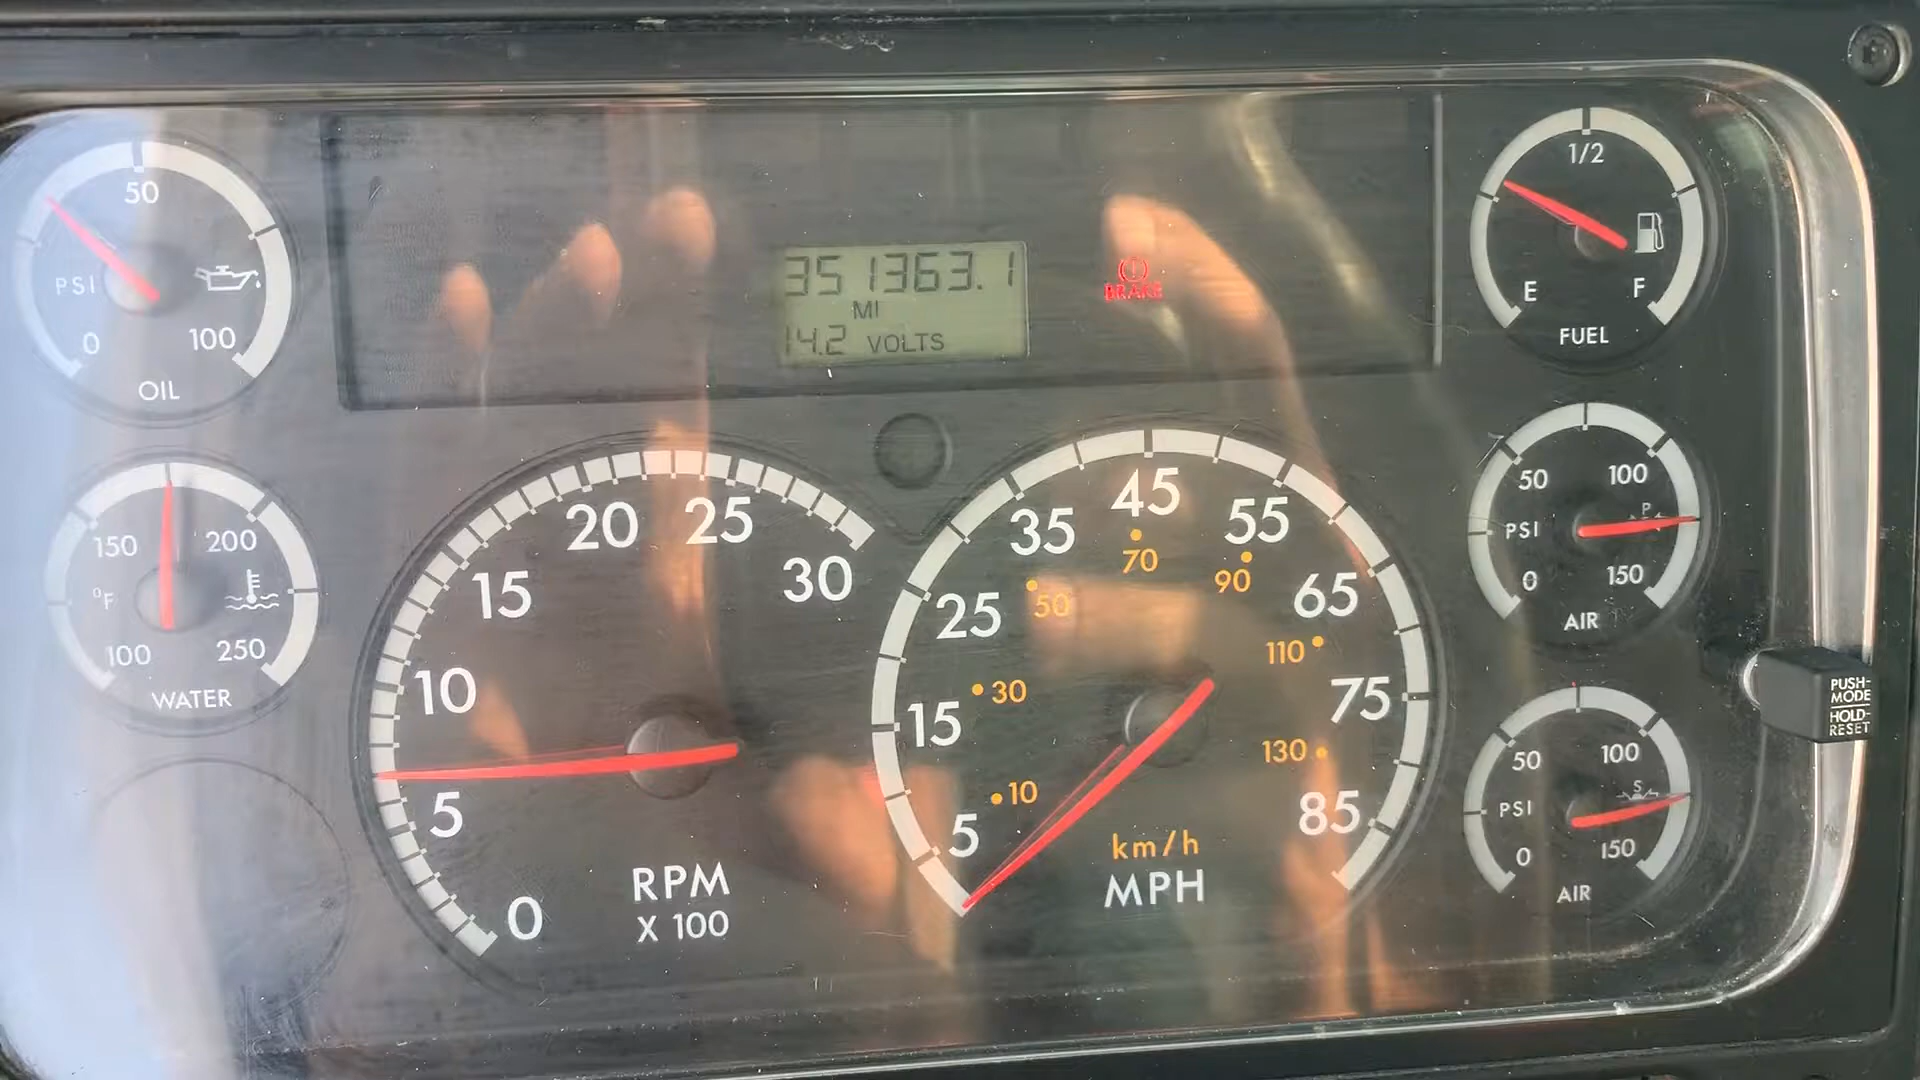 50
PSI
0
100
OIL
351363.1
MI
14.2 VOLTS
BRAKE
1/2
E
F
FUEL
150
200
°F
100
250
WATER
0
5
10
15
20
25
30
RPM
X 100
5
15
25
35
45
55
65
75
85
10
30
50
70
90
110
130
km/h
MPH
50
100
PSI
P
0
150
AIR
50
100
PSI
S
0
150
AIR
PUSH-
MODE
HOLD-
RESET